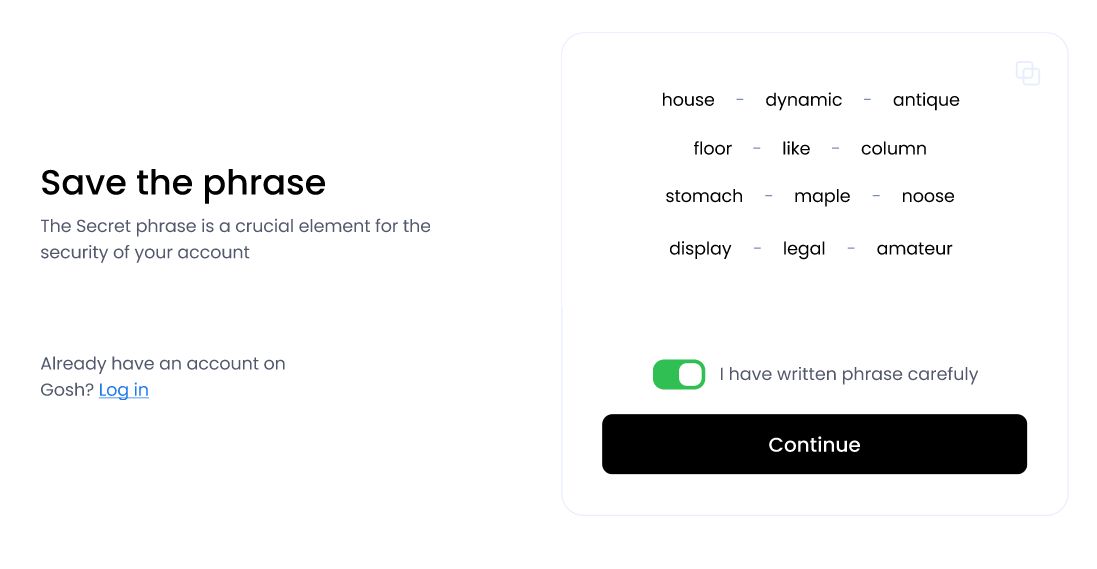 Save the phrase
The Secret phrase is a crucial element for the
security of your account
Already have an account on
Gosh? Log in
house - dynamic - antique
floor - like - column
stomach - maple - noose
display - legal - amateur
I have written phrase carefuly
Continue